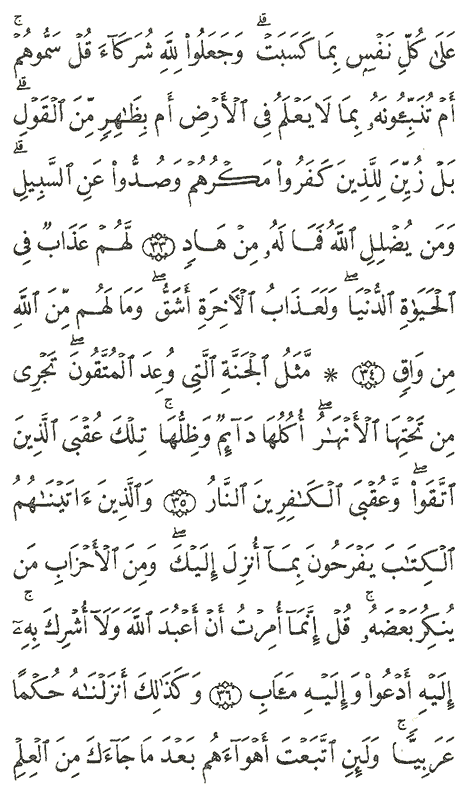 عَلَىٰ كُلِّ نَفْسٍۭ بِمَا كَسَبَتْۗ وَجَعَلُوا۟ لِلَّهِ شُرَكَآءَ قُلْ سَمُّوهُمْۚ
أَمْ تُنَبِّـُٔونَهُۥ بِمَا لَا يَعْلَمُ فِى ٱلْأَرْضِ أَم بِظَـٰهِرٍۢ مِّنَ ٱلْقَوْلِۗ
بَلْ زُيِّنَ لِلَّذِينَ كَفَرُوا۟ مَكْرُهُمْ وَصُدُّوا۟ عَنِ ٱلسَّبِيلِۗ
وَمَن يُضْلِلِ ٱللَّهُ فَمَا لَهُۥ مِنْ هَادٍۢ ۝٣٣ لَّهُمْ عَذَابٌۭ فِى
ٱلْحَيَوٰةِ ٱلدُّنْيَاۖ وَلَعَذَابُ ٱلْـَٔاخِرَةِ أَشَقُّۖ وَمَا لَهُم مِّنَ ٱللَّهِ
مِن وَاقٍۢ ۝٣٤ * مَّثَلُ ٱلْجَنَّةِ ٱلَّتِى وُعِدَ ٱلْمُتَّقُونَۖ تَجْرِى
مِن تَحْتِهَا ٱلْأَنْهَـٰرُۖ أُكُلُهَا دَآئِمٌۭ وَظِلُّهَاۚ تِلْكَ عُقْبَى ٱلَّذِينَ
ٱتَّقَوا۟ۖ وَّعُقْبَى ٱلْكَـٰفِرِينَ ٱلنَّارُ ۝٣٥ وَٱلَّذِينَ ءَاتَيْنَـٰهُمُ
ٱلْكِتَـٰبَ يَفْرَحُونَ بِمَآ أُنزِلَ إِلَيْكَۖ وَمِنَ ٱلْأَحْزَابِ مَن
يُنكِرُ بَعْضَهُۥۚ قُلْ إِنَّمَآ أُمِرْتُ أَنْ أَعْبُدَ ٱللَّهَ وَلَآ أُشْرِكَ بِهِۦٓۚ
إِلَيْهِ أَدْعُوا۟ وَإِلَيْهِ مَـَٔابِ ۝٣٦ وَكَذَٰلِكَ أَنزَلْنَـٰهُ حُكْمًا
عَرَبِيًّۭاۚ وَلَئِنِ ٱتَّبَعْتَ أَهْوَآءَهُم بَعْدَ مَا جَآءَكَ مِنَ ٱلْعِلْمِ